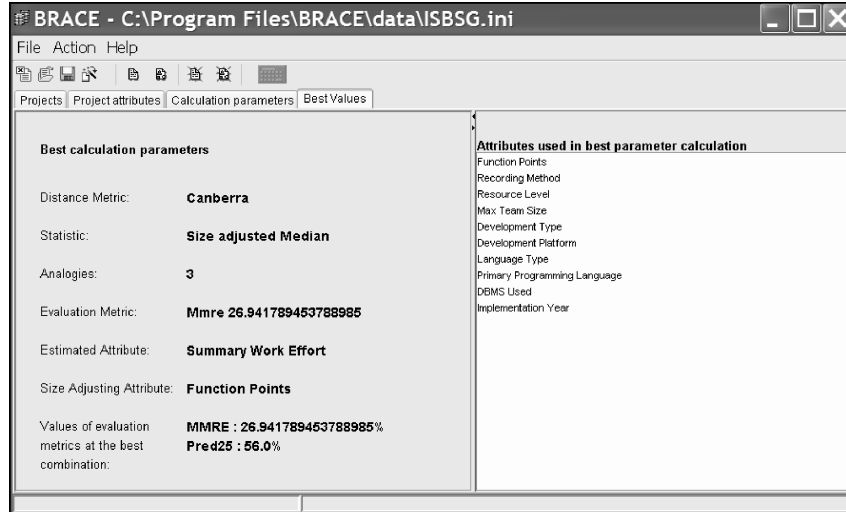 BRACE - C:\Program Files\BRACE\data\ISBSG.ini
File Action Help
Projects Project attributes Calculation parameters Best Values
Best calculation parameters
Distance Metric: Canberra
Statistic: Size adjusted Median
Analogies: 3
Evaluation Metric: Mmre 26.941789453788985
Estimated Attribute: Summary Work Effort
Size Adjusting Attribute: Function Points
Values of evaluation metrics at the best combination:
MMRE : 26.941789453788985%
Pred25 : 56.0%
Attributes used in best parameter calculation
Function Points
Recording Method
Resource Level
Max Team Size
Development Type
Development Platform
Language Type
Primary Programming Language
DBMS Used
Implementation Year